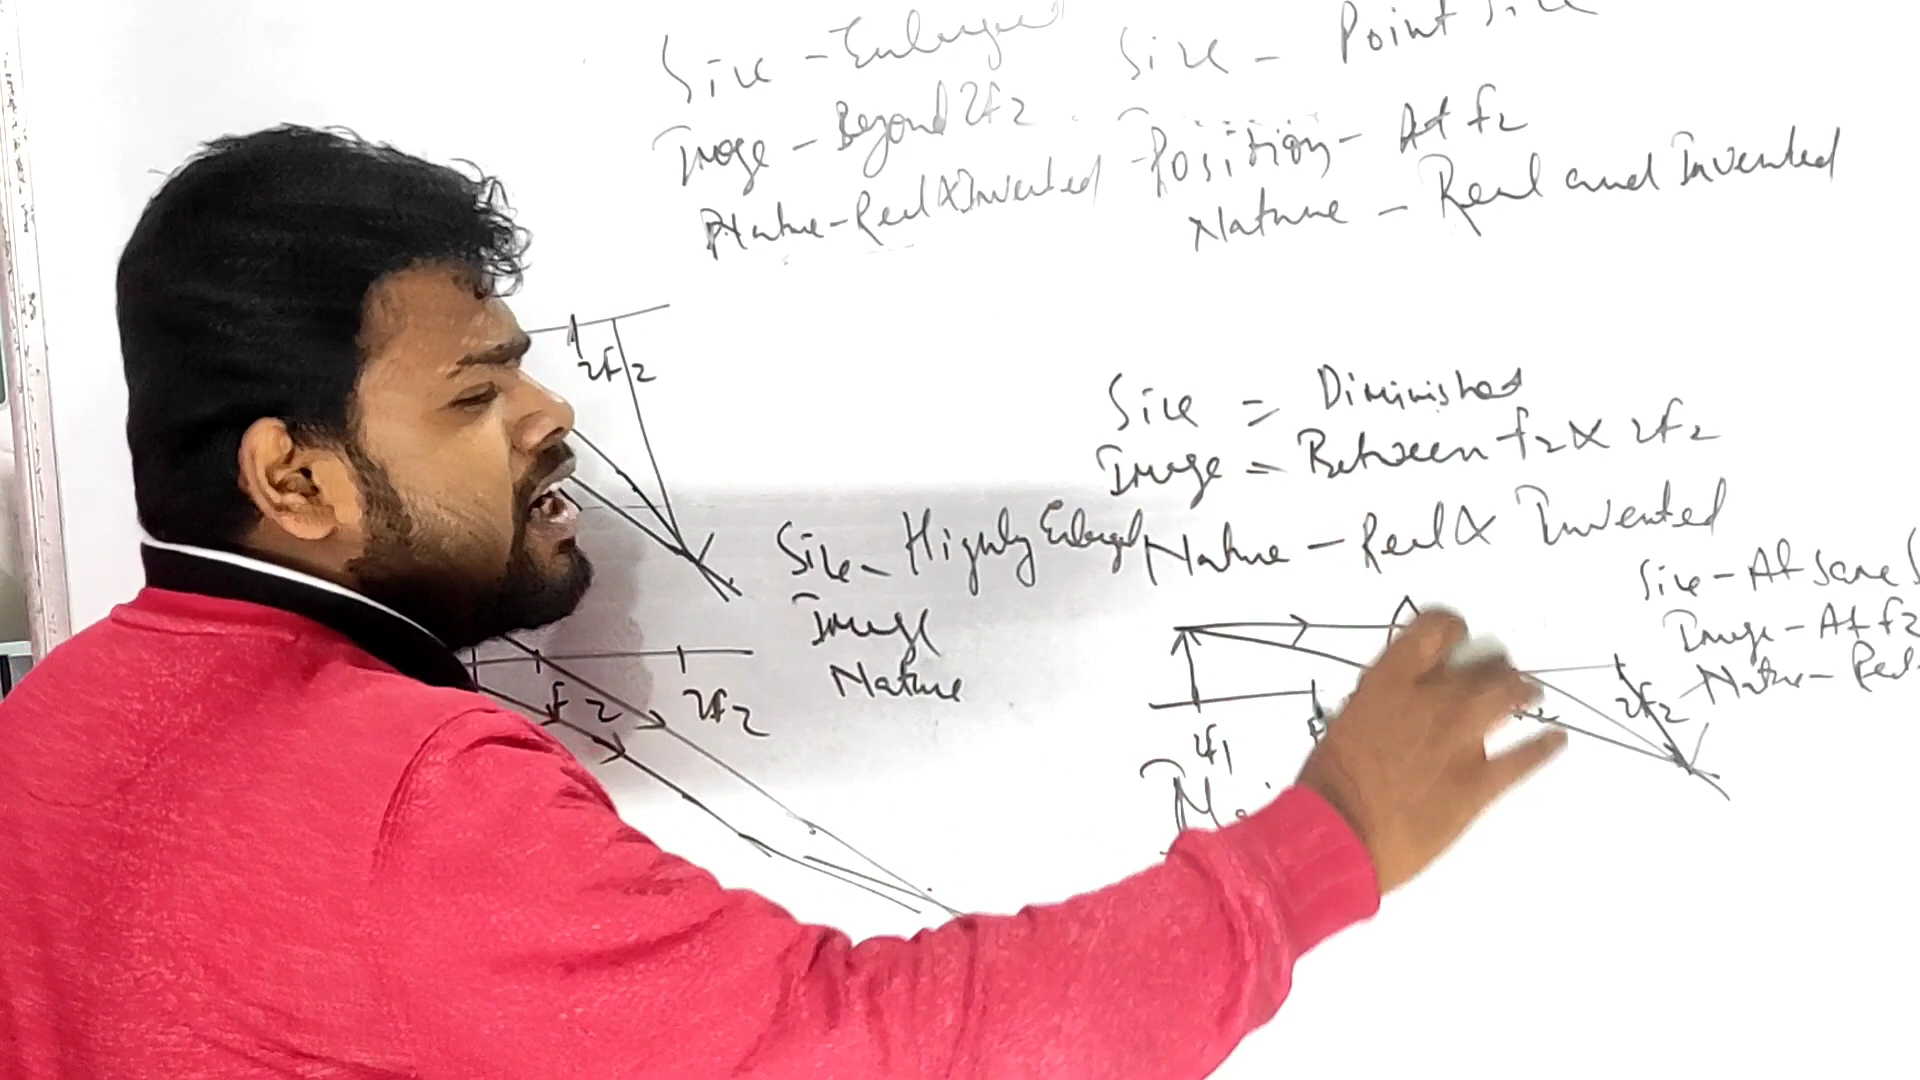 Size - Enlarged
Image - Beyond 2f2
Nature - Real & Inverted
Size - Point Size
Position - At f2
Nature - Real and Inverted
2f2
Size = Diminished
Image = Between f2 & 2f2
Nature - Real & Inverted
Size - Highly Enlarged
Image
Nature
f2 2f2
Size - At Same S
Image - At f2
Nature - Real
2f1
2f2